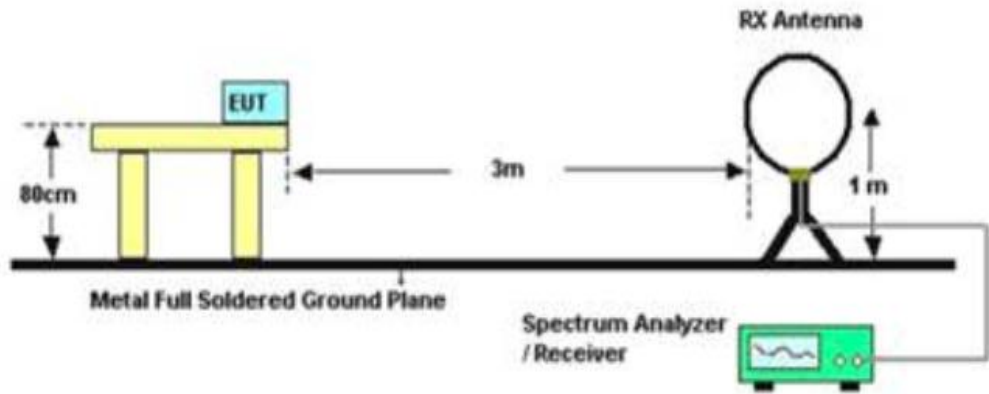 RX Antenna
EUT
3m
80cm
1 m
Metal Full Soldered Ground Plane
Spectrum Analyzer
/ Receiver